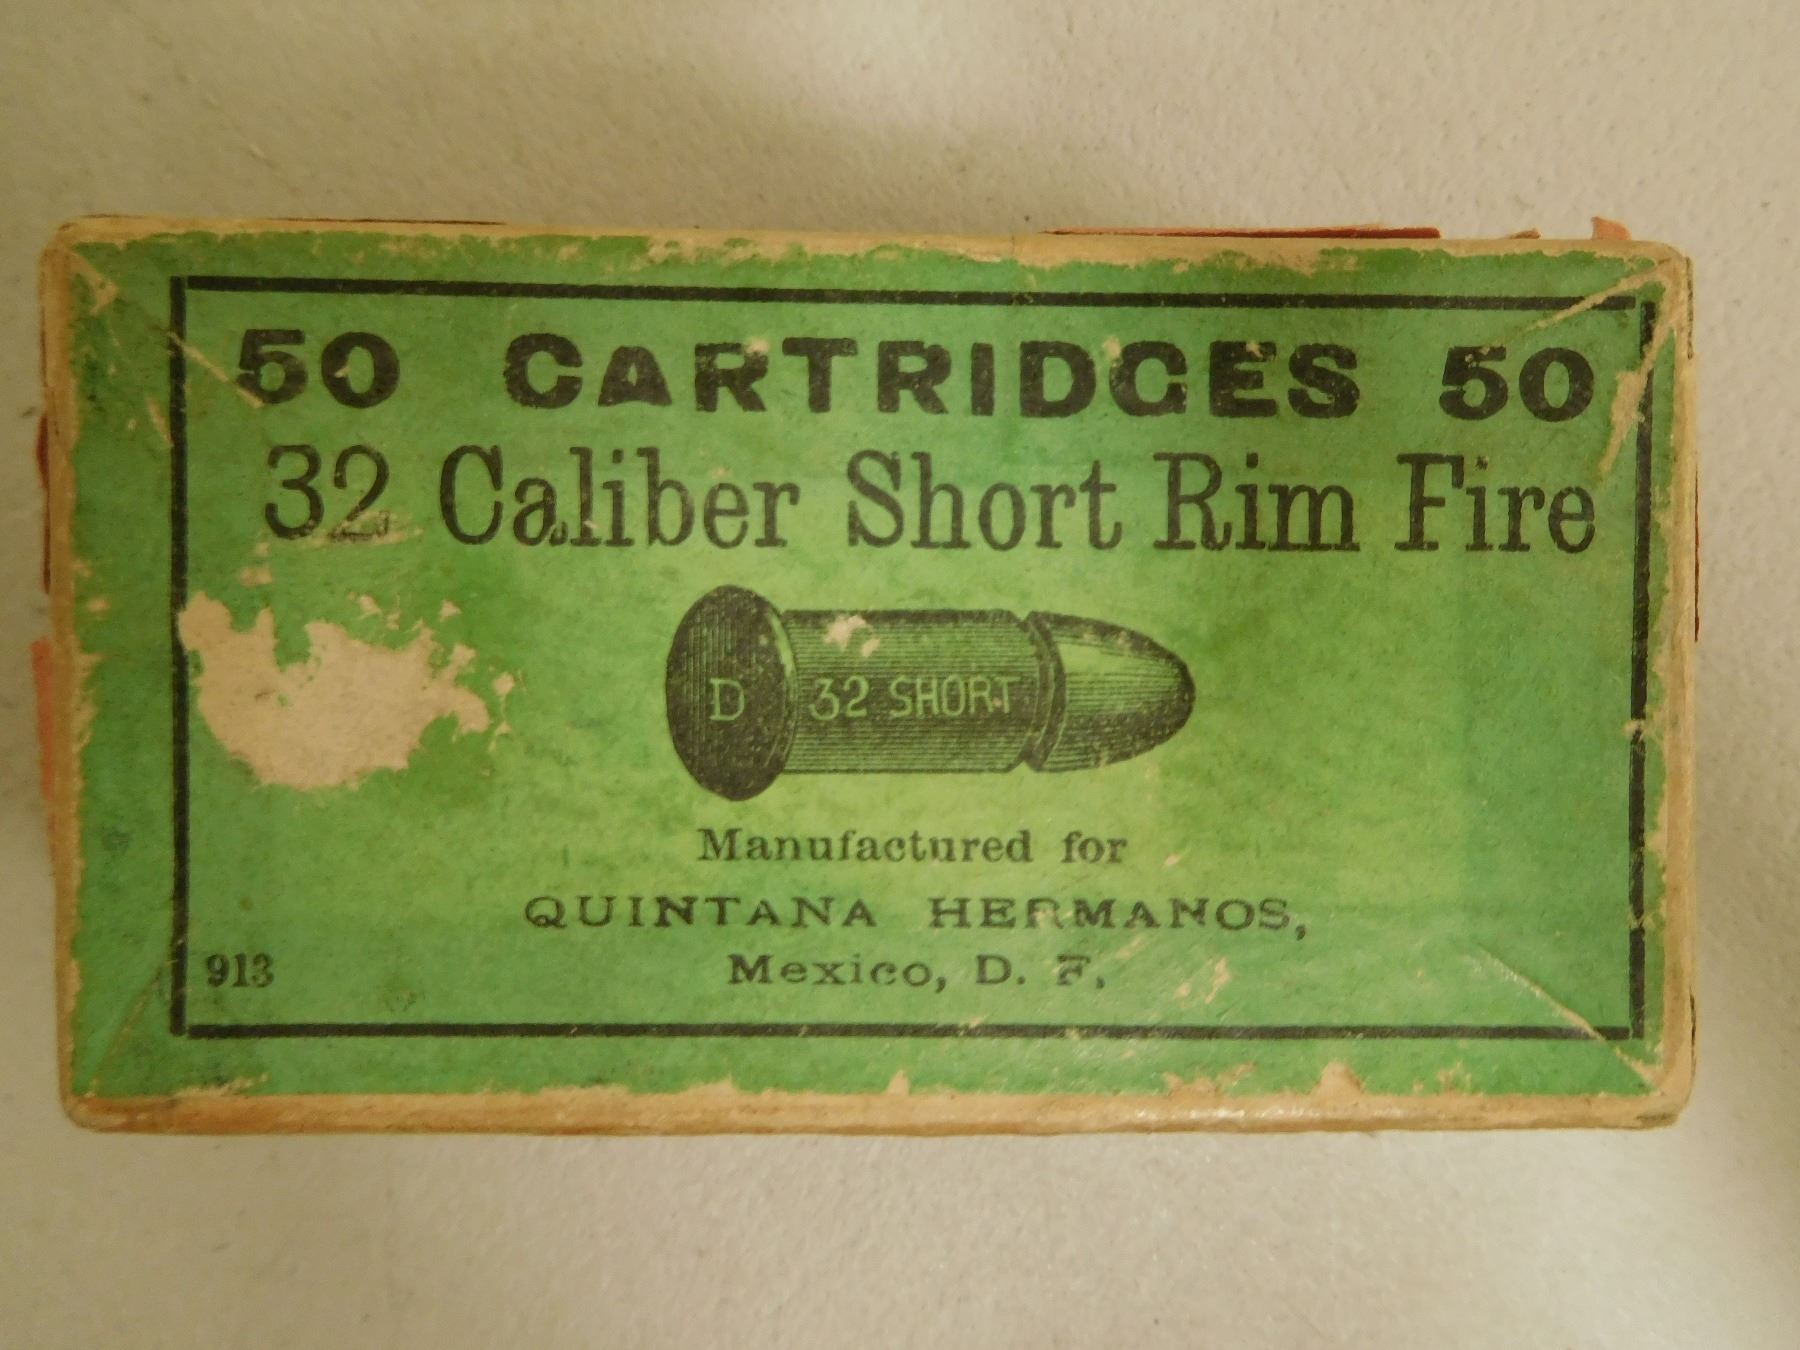 50 CARTRIDGES 50
32 Caliber Short Rim Fire
D 32 SHORT
Manufactured for
QUINTANA HERMANOS,
913 Mexico, D. F.